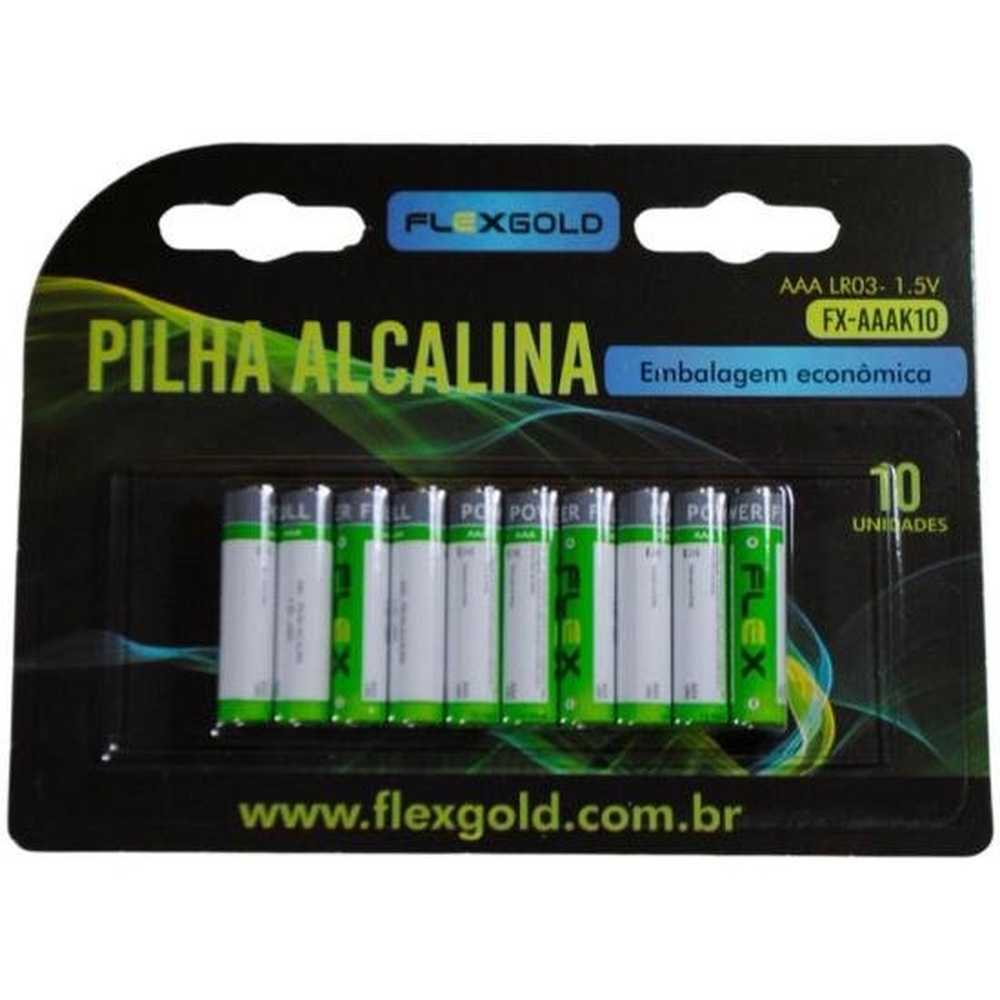 FLEXGOLD
AAA LR03- 1.5V
FX-AAAK10
PILHA ALCALINA
Embalagem econômica
10
UNIDADES
POWER F
FLEX
FLEX
FLEX
www.flexgold.com.br